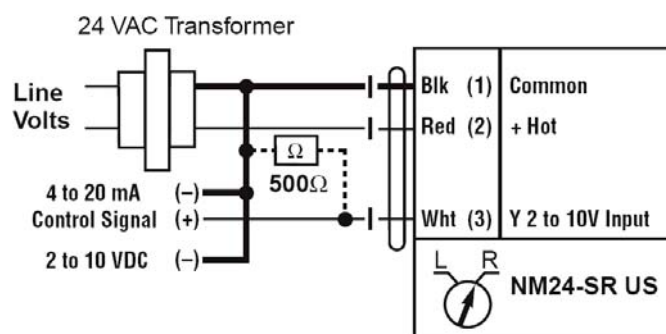 24 VAC Transformer
Line
Volts
Blk (1) Common
Red (2) + Hot
Ω
500Ω
4 to 20 mA (–)
Control Signal (+)
2 to 10 VDC (–)
Wht (3) Y 2 to 10V Input
L R
NM24-SR US